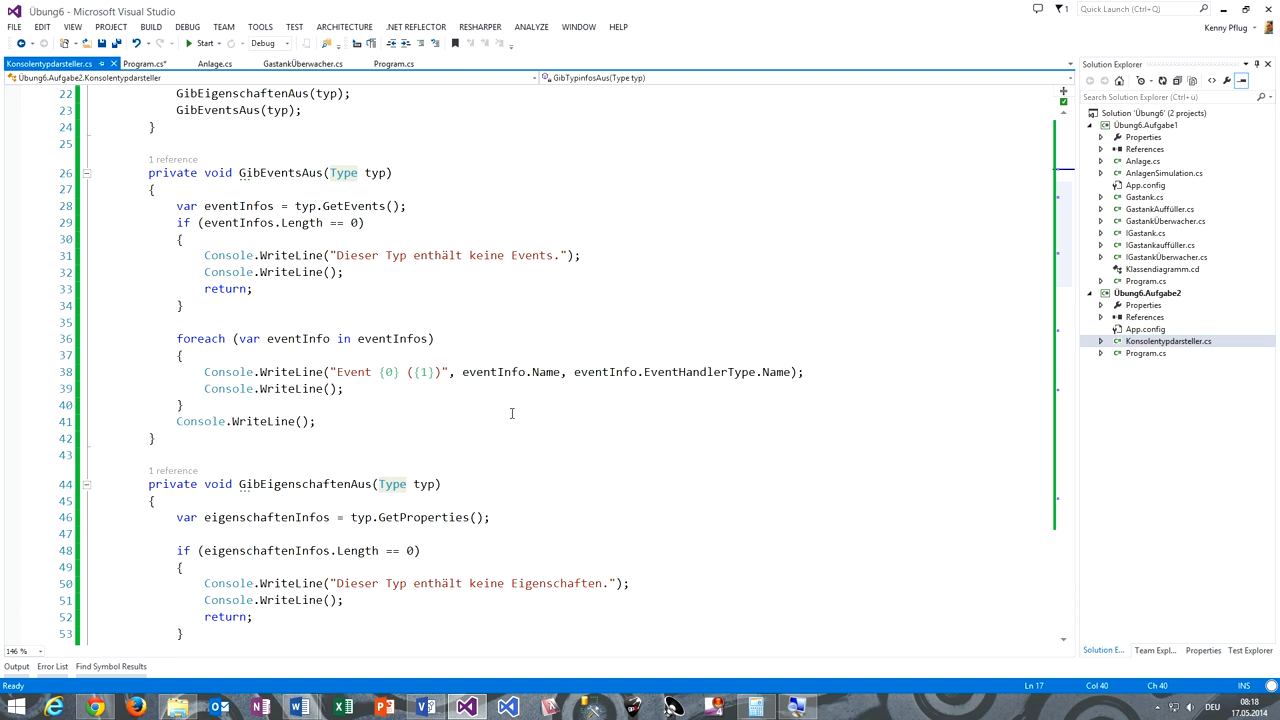 Übung6 - Microsoft Visual Studio
1
Quick Launch (Ctrl+Q)
FILE EDIT VIEW PROJECT BUILD DEBUG TEAM TOOLS TEST ARCHITECTURE .NET REFLECTOR RESHARPER ANALYZE WINDOW HELP
Kenny Pflug
Start
Debug
Konsolentypdarsteller.cs Program.cs* Anlage.cs GastankÜberwacher.cs Program.cs
Übung6.Aufgabe2.Konsolentypdarsteller
GibTypinfosAus(Type typ)
22 GibEigenschaftenAus(typ);
23 GibEventsAus(typ);
24 }
25
1 reference
26 private void GibEventsAus(Type typ)
27 {
28 var eventInfos = typ.GetEvents();
29 if (eventInfos.Length == 0)
30 {
31 Console.WriteLine("Dieser Typ enthält keine Events.");
32 Console.WriteLine();
33 return;
34 }
35
36 foreach (var eventInfo in eventInfos)
37 {
38 Console.WriteLine("Event {0} ({1})", eventInfo.Name, eventInfo.EventHandlerType.Name);
39 Console.WriteLine();
40 }
41 Console.WriteLine();
42 }
43
1 reference
44 private void GibEigenschaftenAus(Type typ)
45 {
46 var eigenschaftenInfos = typ.GetProperties();
47
48 if (eigenschaftenInfos.Length == 0)
49 {
50 Console.WriteLine("Dieser Typ enthält keine Eigenschaften.");
51 Console.WriteLine();
52 return;
53 }
146 %
Solution Explorer
Search Solution Explorer (Ctrl+ü)
Solution 'Übung6' (2 projects)
Übung6.Aufgabe1
Properties
References
Anlage.cs
AnlagenSimulation.cs
App.config
Gastank.cs
GastankAuffüller.cs
GastankÜberwacher.cs
IGastank.cs
IGastankauffüller.cs
IGastankÜberwacher.cs
Klassendiagramm.cd
Program.cs
Übung6.Aufgabe2
Properties
References
App.config
Konsolentypdarsteller.cs
Program.cs
Solution E... Team Expl... Properties Test Explorer
Output Error List Find Symbol Results
Ready
Ln 17 Col 40 Ch 40 INS
DEU
08:18
17.05.2014